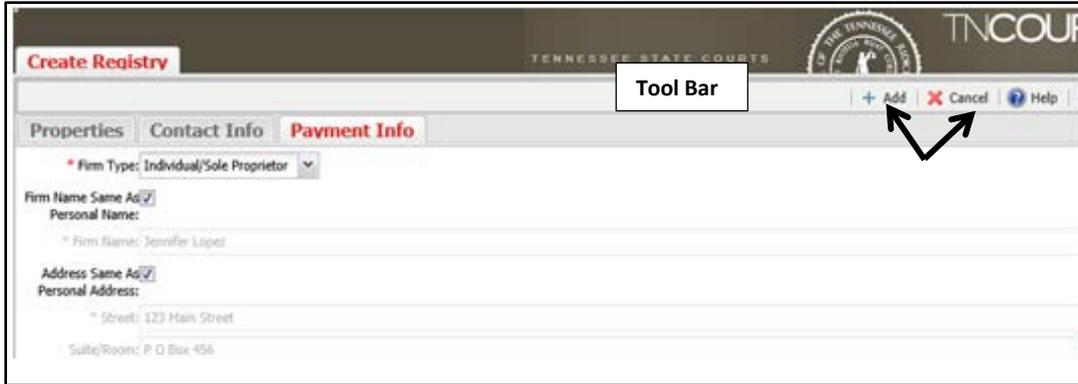 TNCOU
TENNESSEE STATE COURTS
Create Registry
Tool Bar
+ Add Cancel Help
Properties Contact Info Payment Info
* Firm Type: Individual/Sole Proprietor
Firm Name Same As
Personal Name:
* Firm Name: Jennifer Lopez
Address Same As
Personal Address:
* Street: 123 Main Street
Suite/Room: P O Box 456